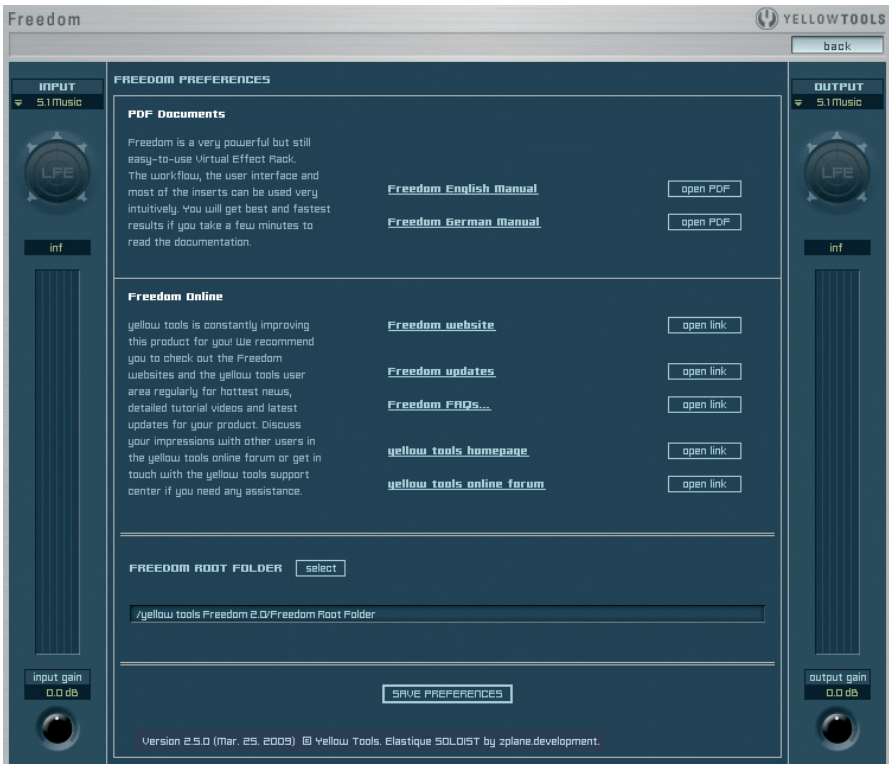 Freedom
YELLOWTOOLS
back
INPUT
5.1 Music
LFE
inf
input gain
0.0 dB
FREEDOM PREFERENCES
PDF Documents
Freedom is a very powerful but still
easy-to-use Virtual Effect Rack.
The workflow, the user interface and
most of the inserts can be used very
intuitively. You will get best and fastest
results if you take a few minutes to
read the documentation.
Freedom English Manual
open PDF
Freedom German Manual
open PDF
Freedom Online
yellow tools is constantly improving
this product for you! We recommend
you to check out the Freedom
websites and the yellow tools user
area regularly for hottest news,
detailed tutorial videos and latest
updates for your product. Discuss
your impressions with other users in
the yellow tools online forum or get in
touch with the yellow tools support
center if you need any assistance.
Freedom website
open link
Freedom updates
open link
Freedom FAQs...
open link
yellow tools homepage
open link
yellow tools online forum
open link
FREEDOM ROOT FOLDER
select
/yellow tools Freedom 2.0/Freedom Root Folder
SAVE PREFERENCES
Version 2.5.0 (Mar. 25. 2009) © Yellow Tools. Elastique SOLOIST by zplane.development.
OUTPUT
5.1 Music
LFE
inf
output gain
0.0 dB